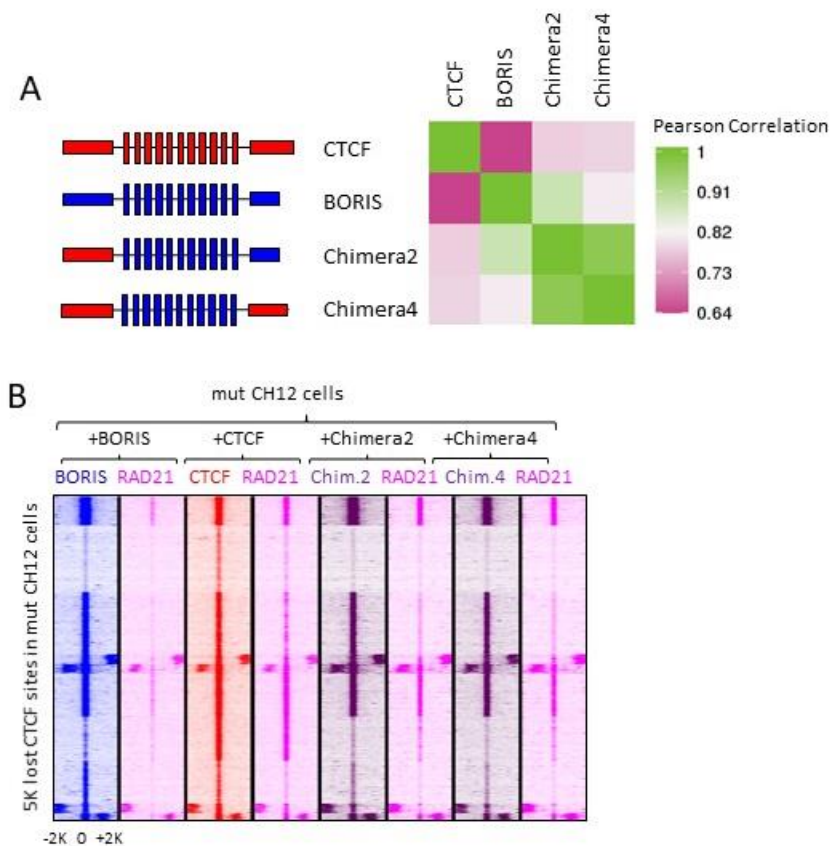 A
CTCF
BORIS
Chimera2
Chimera4
CTCF
BORIS
Chimera2
Chimera4
Pearson Correlation
1
0.91
0.82
0.73
0.64
B
mut CH12 cells
+BORIS +CTCF +Chimera2 +Chimera4
BORIS RAD21 CTCF RAD21 Chim.2 RAD21 Chim.4 RAD21
5K lost CTCF sites in mut CH12 cells
-2K 0 +2K